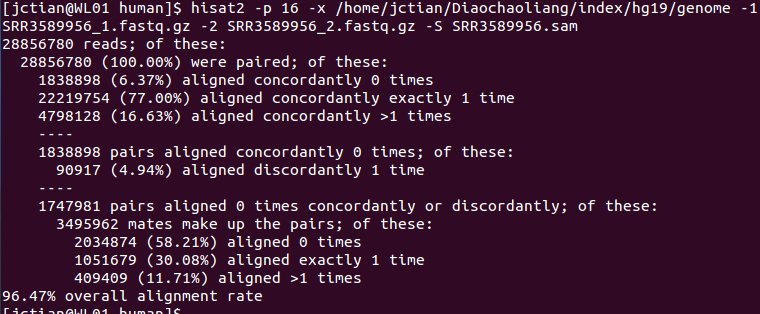 [jctian@WL01 human]$ hisat2 -p 16 -x /home/jctian/Diaochaoliang/index/hg19/genome -1
SRR3589956_1.fastq.gz -2 SRR3589956_2.fastq.gz -S SRR3589956.sam
28856780 reads; of these:
  28856780 (100.00%) were paired; of these:
    1838898 (6.37%) aligned concordantly 0 times
    22219754 (77.00%) aligned concordantly exactly 1 time
    4798128 (16.63%) aligned concordantly >1 times
    ----
    1838898 pairs aligned concordantly 0 times; of these:
      90917 (4.94%) aligned discordantly 1 time
    ----
    1747981 pairs aligned 0 times concordantly or discordantly; of these:
      3495962 mates make up the pairs; of these:
        2034874 (58.21%) aligned 0 times
        1051679 (30.08%) aligned exactly 1 time
        409409 (11.71%) aligned >1 times
96.47% overall alignment rate
[jctian@WL01 human]$